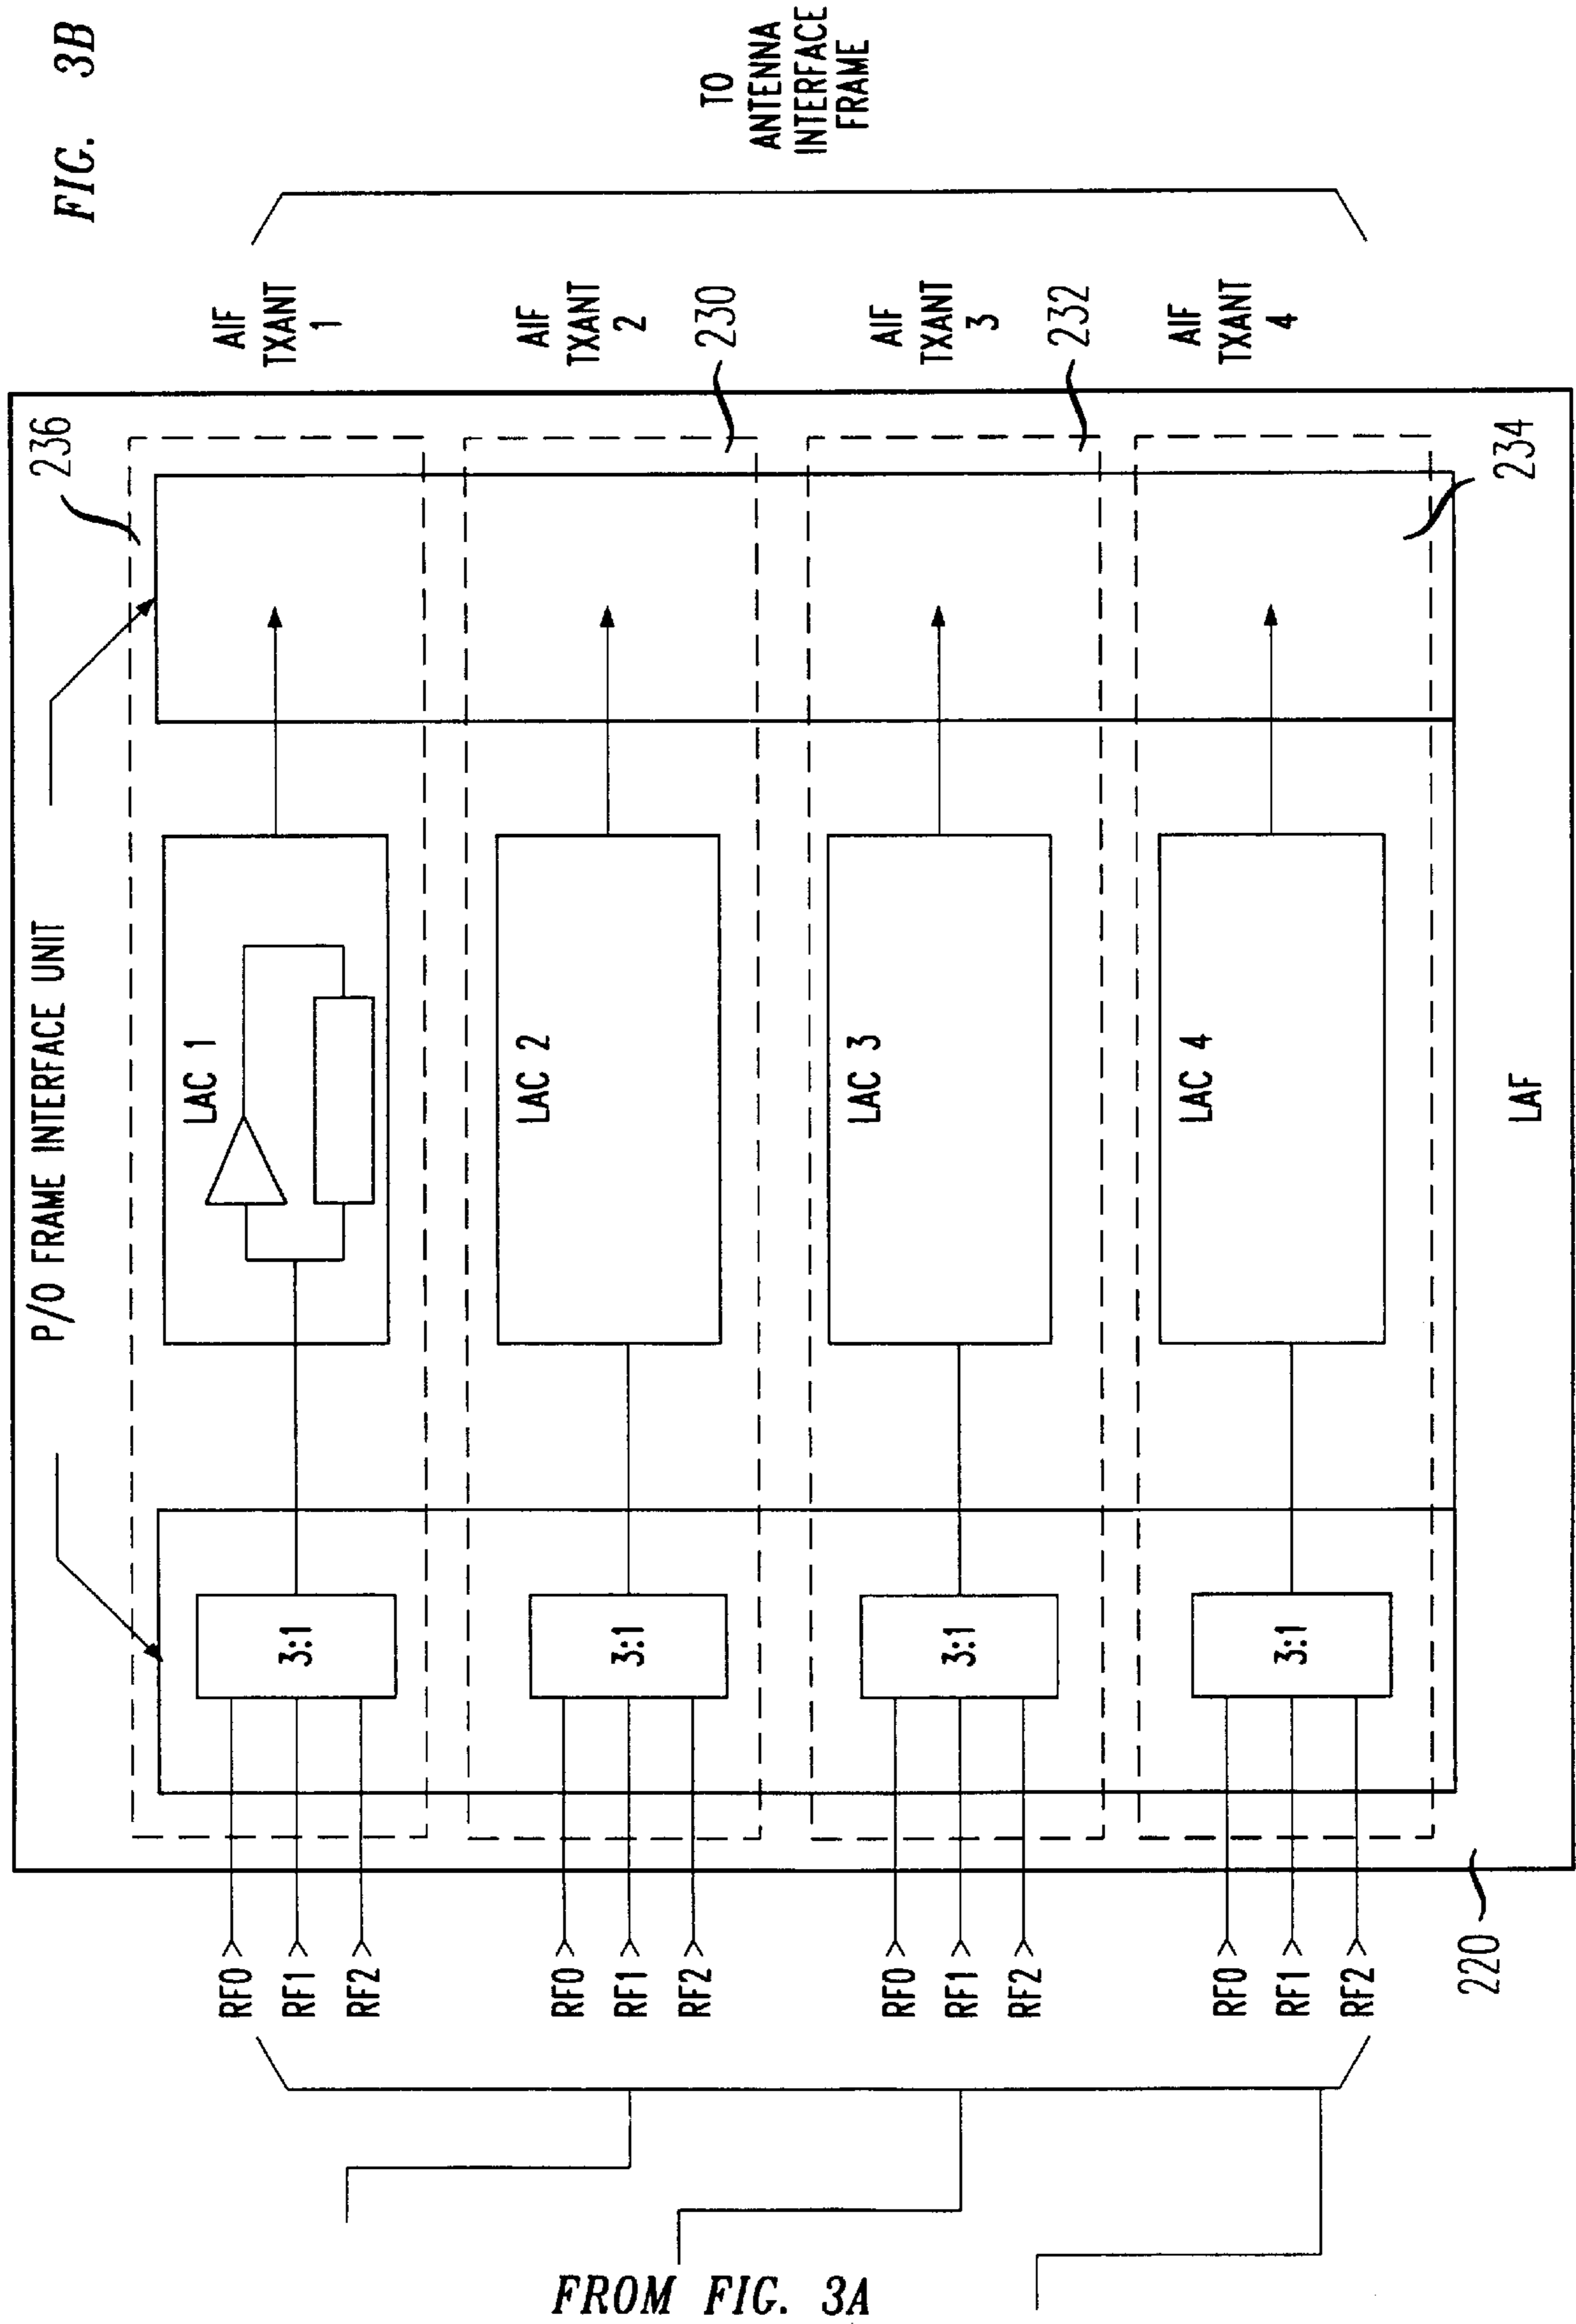 FIG. 3B
P/O FRAME INTERFACE UNIT
236
RF0
RF1
RF2
3:1
LAC 1
AIF
TXANT
1
RF0
RF1
RF2
3:1
LAC 2
AIF
TXANT
2
230
RF0
RF1
RF2
3:1
LAC 3
AIF
TXANT
3
232
RF0
RF1
RF2
3:1
LAC 4
AIF
TXANT
4
234
220
LAF
TO
ANTENNA
INTERFACE
FRAME
FROM FIG. 3A